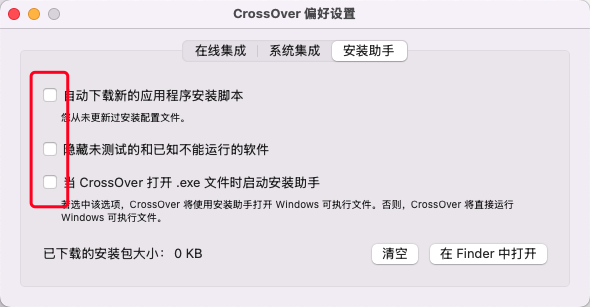 CrossOver 偏好设置
在线集成 系统集成 安装助手
自动下载新的应用程序安装脚本
您从未更新过安装配置文件。
隐藏未测试的和已知不能运行的软件
当 CrossOver 打开 .exe 文件时启动安装助手
若选中该选项，CrossOver 将使用安装助手打开 Windows 可执行文件。否则，CrossOver 将直接运行
Windows 可执行文件。
已下载的安装包大小： 0 KB 清空 在 Finder 中打开